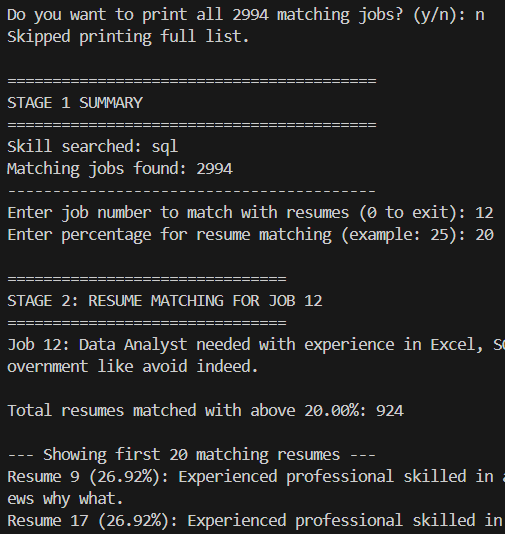 Do you want to print all 2994 matching jobs? (y/n): n
Skipped printing full list.
=========================================
STAGE 1 SUMMARY
=========================================
Skill searched: sql
Matching jobs found: 2994
-----------------------------------------
Enter job number to match with resumes (0 to exit): 12
Enter percentage for resume matching (example: 25): 20
===============================
STAGE 2: RESUME MATCHING FOR JOB 12
===============================
Job 12: Data Analyst needed with experience in Excel,
overnment like avoid indeed.
Total resumes matched with above 20.00%: 924
--- Showing first 20 matching resumes ---
Resume 9 (26.92%): Experienced professional skilled in
ews why what.
Resume 17 (26.92%): Experienced professional skilled in